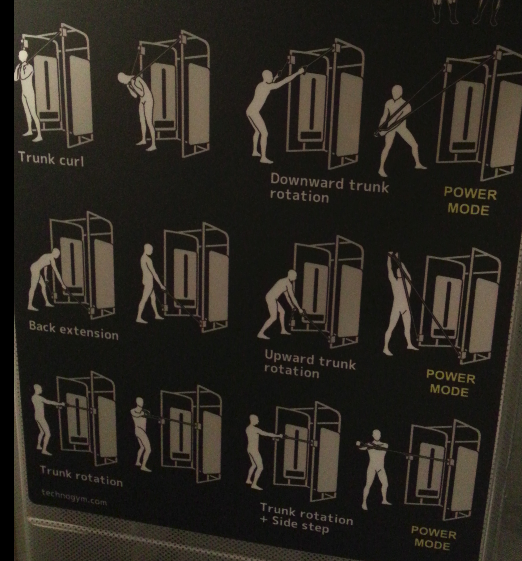 Trunk curl
Downward trunk
rotation
POWER
MODE
Back extension
Upward trunk
rotation
POWER
MODE
Trunk rotation
technogym.com
Trunk rotation
+ Side step
POWER
MODE